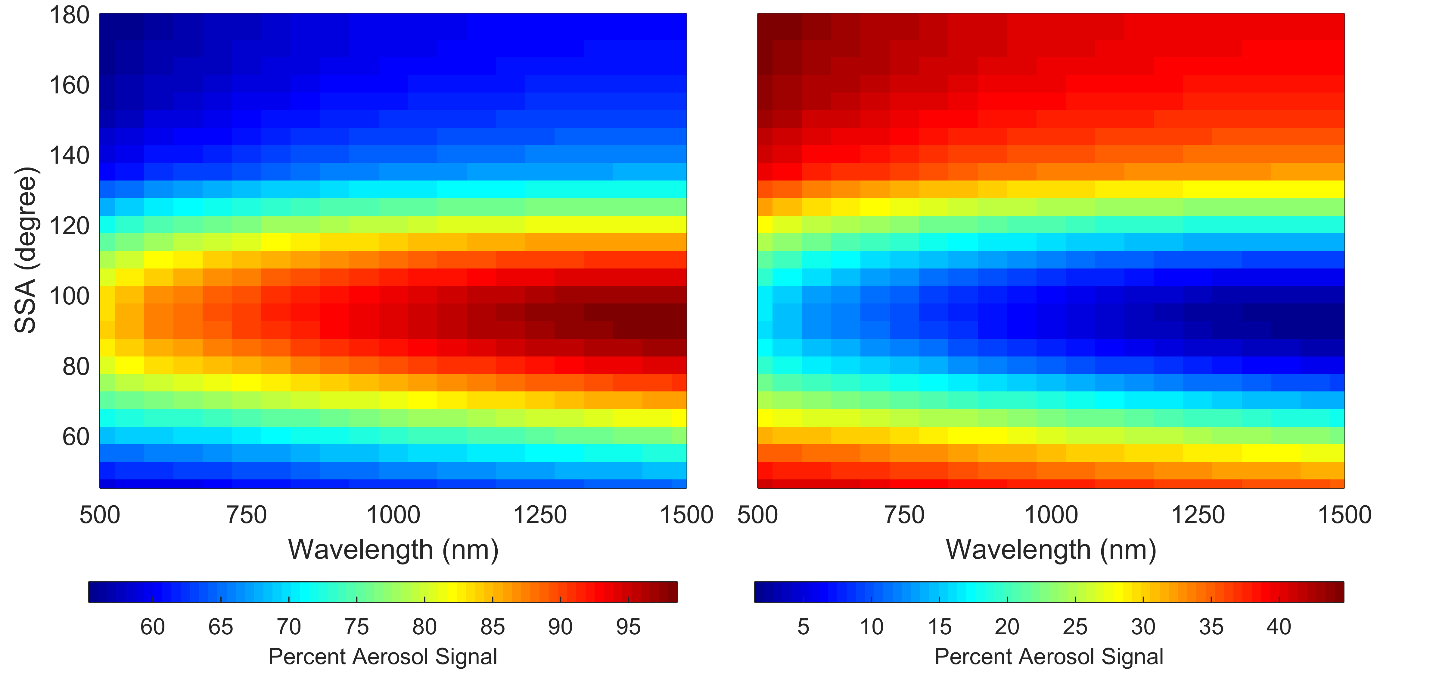 180
160
140
120
100
80
60
SSA (degree)
500 750 1000 1250 1500
500 750 1000 1250 1500
Wavelength (nm)
Wavelength (nm)
60 65 70 75 80 85 90 95
5 10 15 20 25 30 35 40
Percent Aerosol Signal
Percent Aerosol Signal